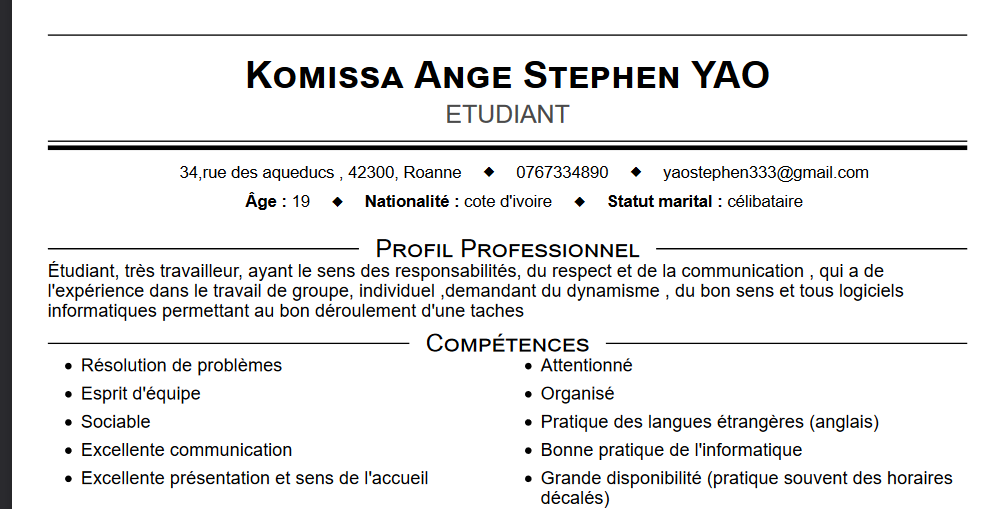 Komissa Ange Stephen YAO
ETUDIANT
34,rue des aqueducs , 42300, Roanne ◆ 0767334890 ◆ yaostephen333@gmail.com
Âge : 19 ◆ Nationalité : cote d'ivoire ◆ Statut marital : célibataire
Profil Professionnel
Étudiant, très travailleur, ayant le sens des responsabilités, du respect et de la communication , qui a de
l'expérience dans le travail de groupe, individuel ,demandant du dynamisme , du bon sens et tous logiciels
informatiques permettant au bon déroulement d'une taches
Compétences
• Résolution de problèmes
• Esprit d'équipe
• Sociable
• Excellente communication
• Excellente présentation et sens de l'accueil
• Attentionné
• Organisé
• Pratique des langues étrangères (anglais)
• Bonne pratique de l'informatique
• Grande disponibilité (pratique souvent des horaires
décalés)